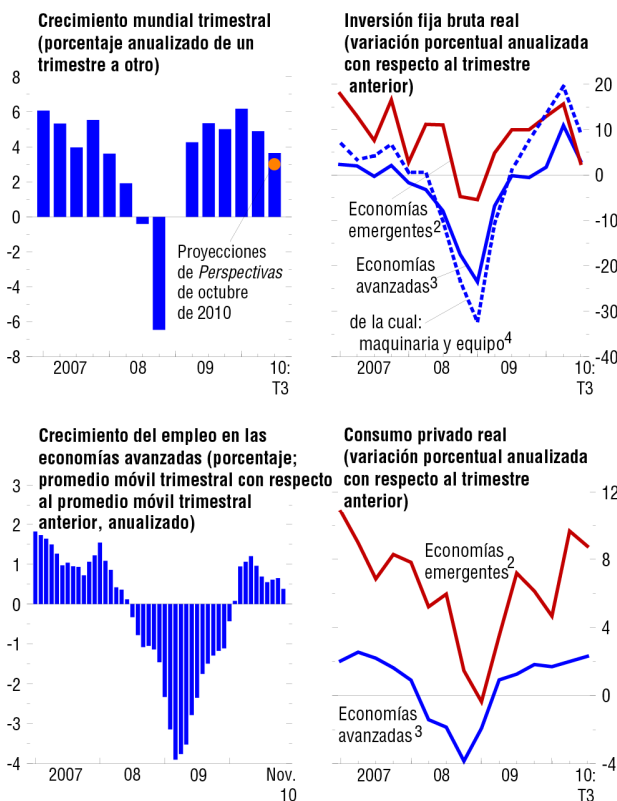 Crecimiento mundial trimestral
(porcentaje anualizado de un
trimestre a otro)
8
6
4
2
0
-2
-4
-6
-8
Proyecciones
de Perspectivas
de octubre
de 2010
2007
08
09
10:
T3
Inversión fija bruta real
(variación porcentual anualizada
con respecto al trimestre
anterior)
20
10
0
-10
-20
-30
-40
Economías
emergentes2
Economías
avanzadas3
de la cual:
maquinaria y equipo4
2007
08
09
10:
T3
Crecimiento del empleo en las
economías avanzadas (porcentaje;
promedio móvil trimestral con respecto
al promedio móvil trimestral
anterior, anualizado)
3
2
1
0
-1
-2
-3
-4
2007
08
09
Nov.
10
Consumo privado real
(variación porcentual anualizada
con respecto al trimestre
anterior)
12
8
4
0
-4
Economías
emergentes2
Economías
avanzadas3
2007
08
09
10:
T3